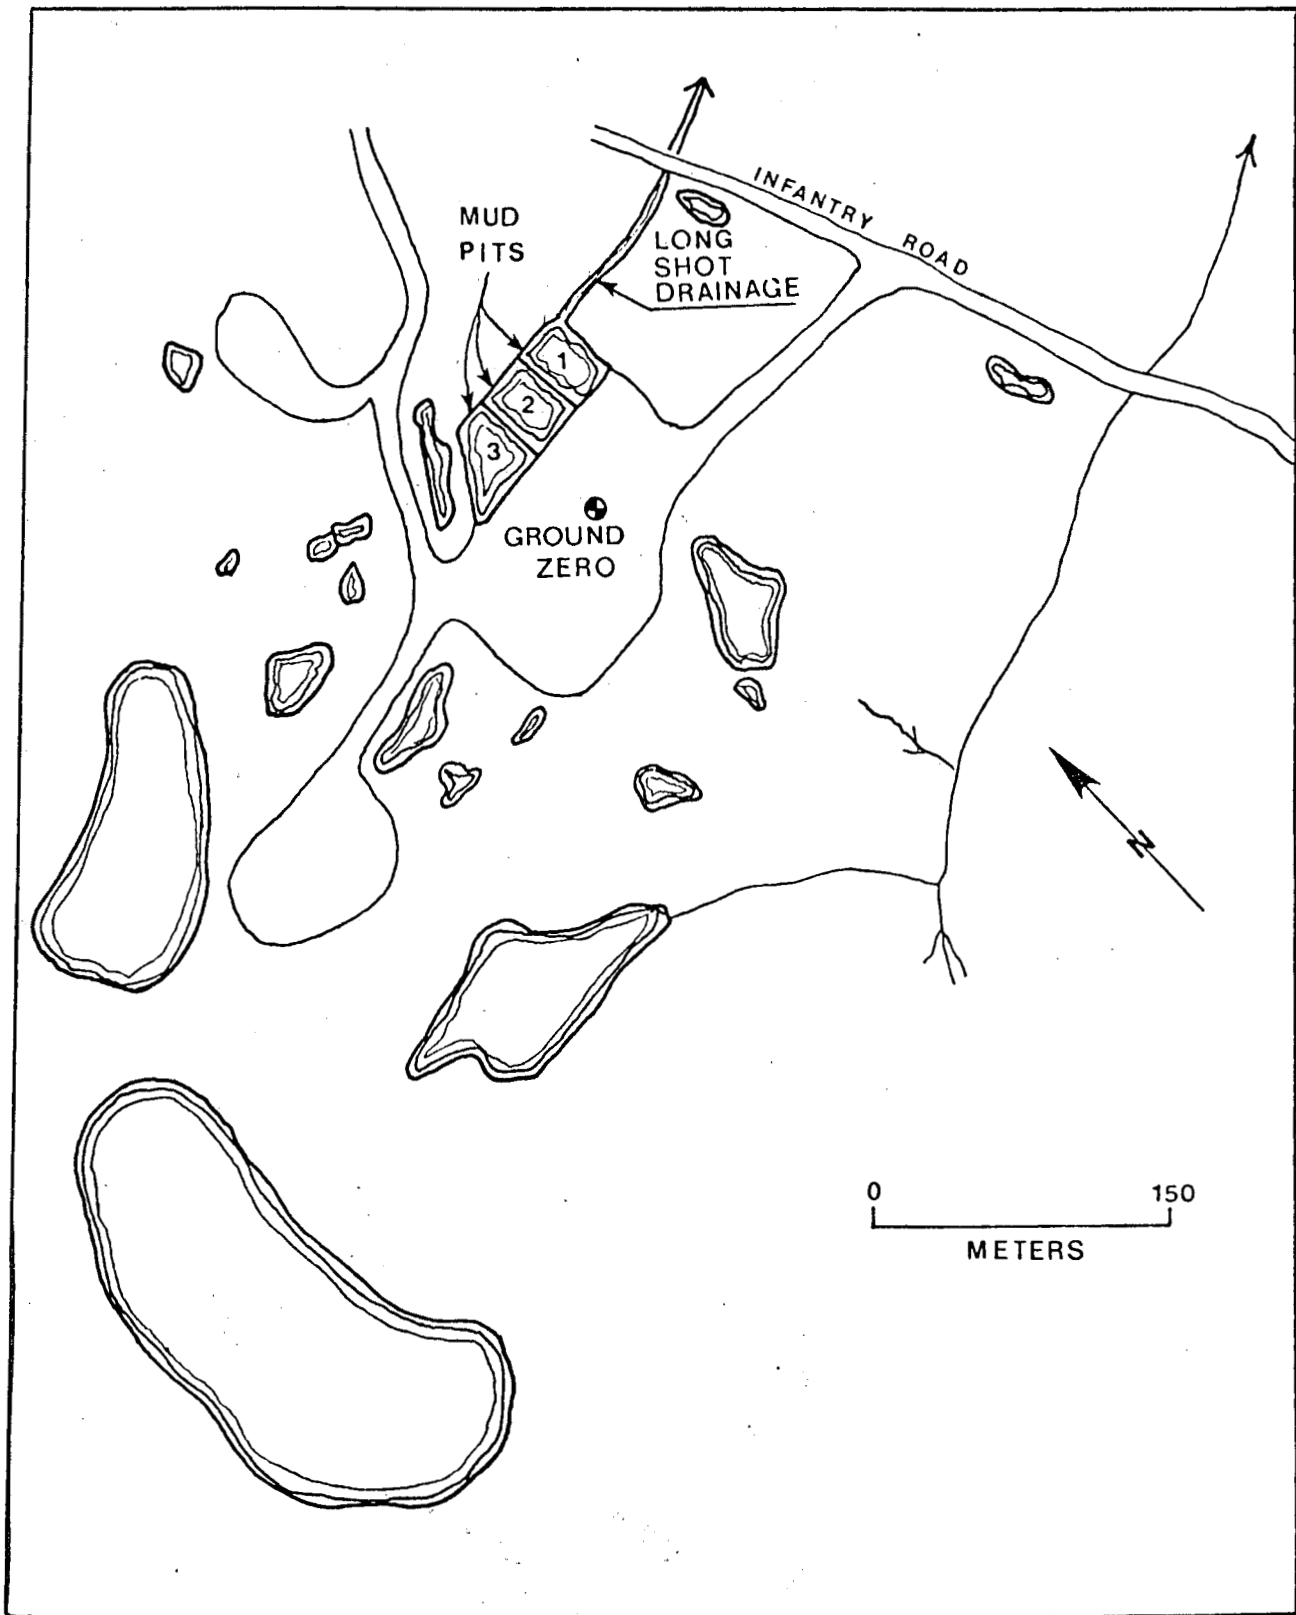 INFANTRY ROAD
MUD
PITS
LONG
SHOT
DRAINAGE
1
2
3
GROUND
ZERO
N
0 150
METERS